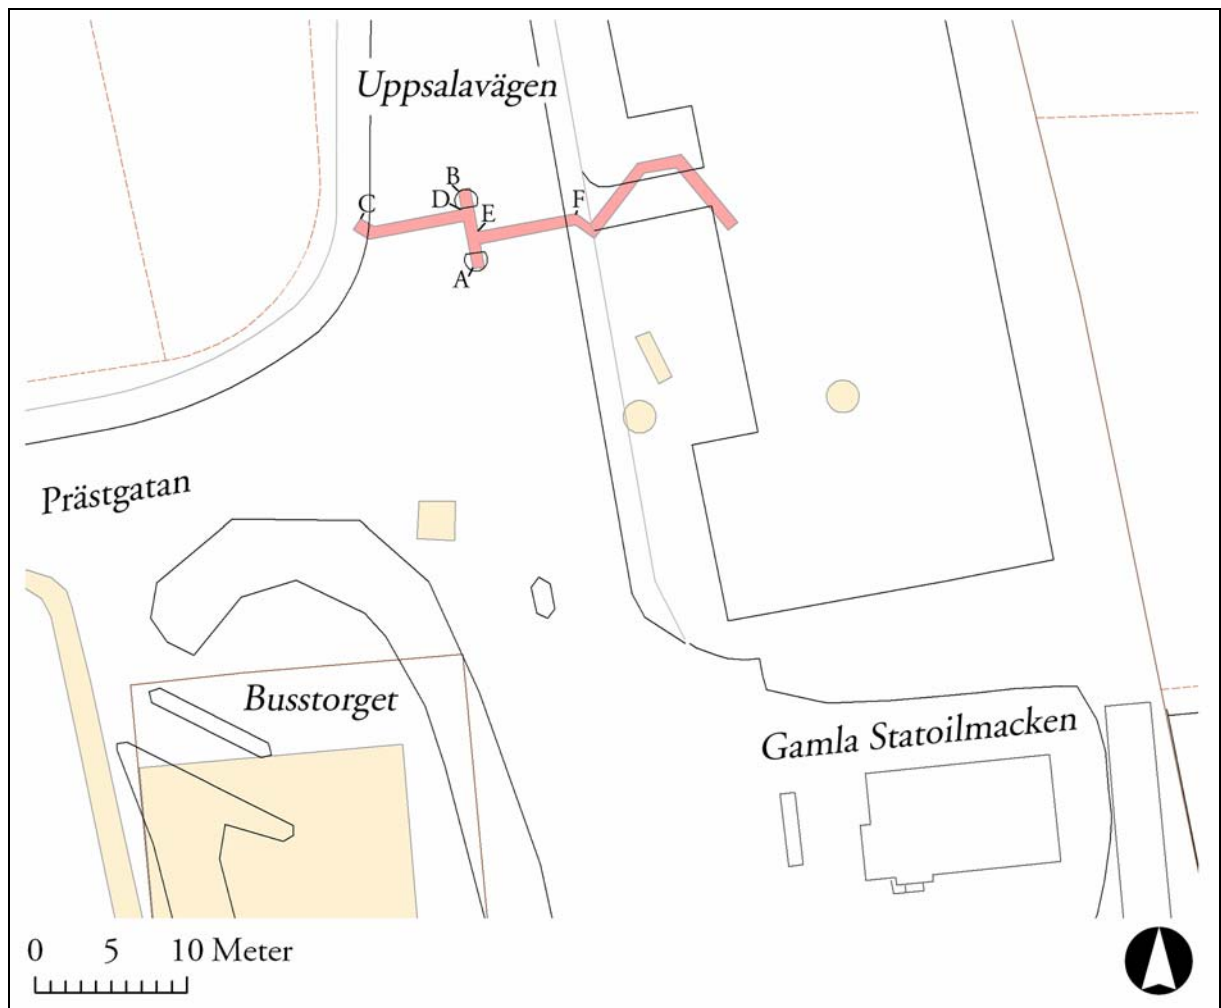 Uppsalavägen
B
D
C
E
F
A
Prästgatan
Busstorget
Gamla Statoilmacken
0 5 10 Meter